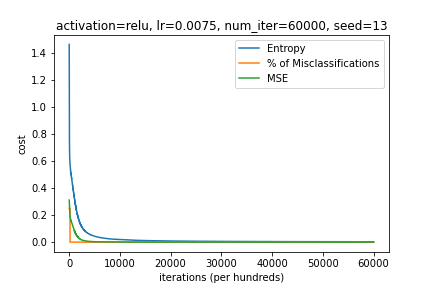 activation=relu, lr=0.0075, num_iter=60000, seed=13
Entropy
% of Misclassifications
MSE
cost
1.4
1.2
1.0
0.8
0.6
0.4
0.2
0.0
0 10000 20000 30000 40000 50000 60000
iterations (per hundreds)